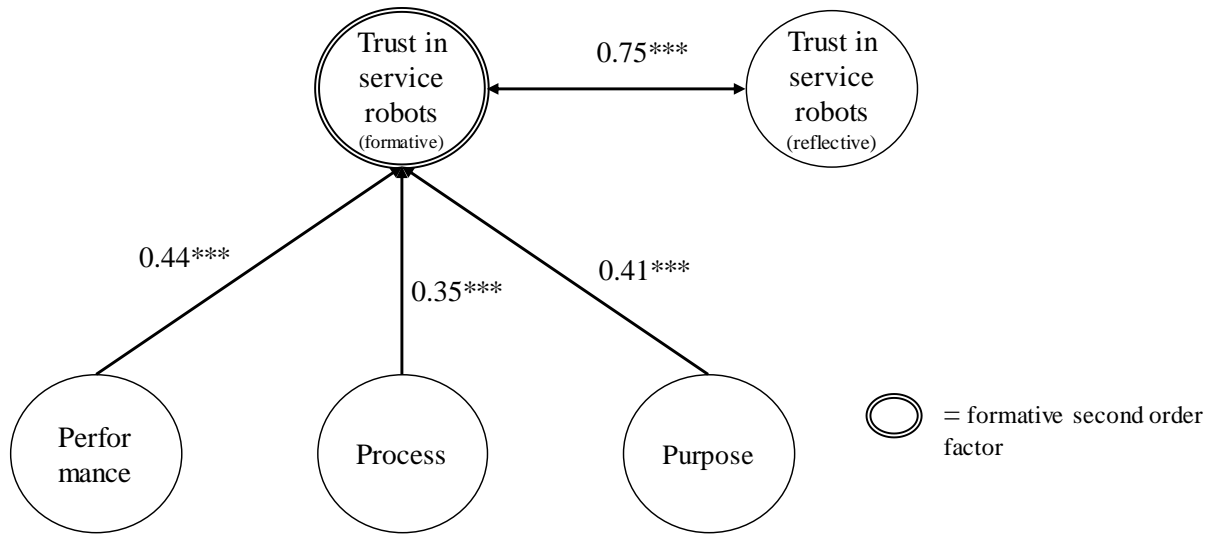 Trust in
service
robots
(formative)
0.75***
Trust in
service
robots
(reflective)
0.44***
0.35***
0.41***
Perfor
mance
Process
Purpose
= formative second order
factor